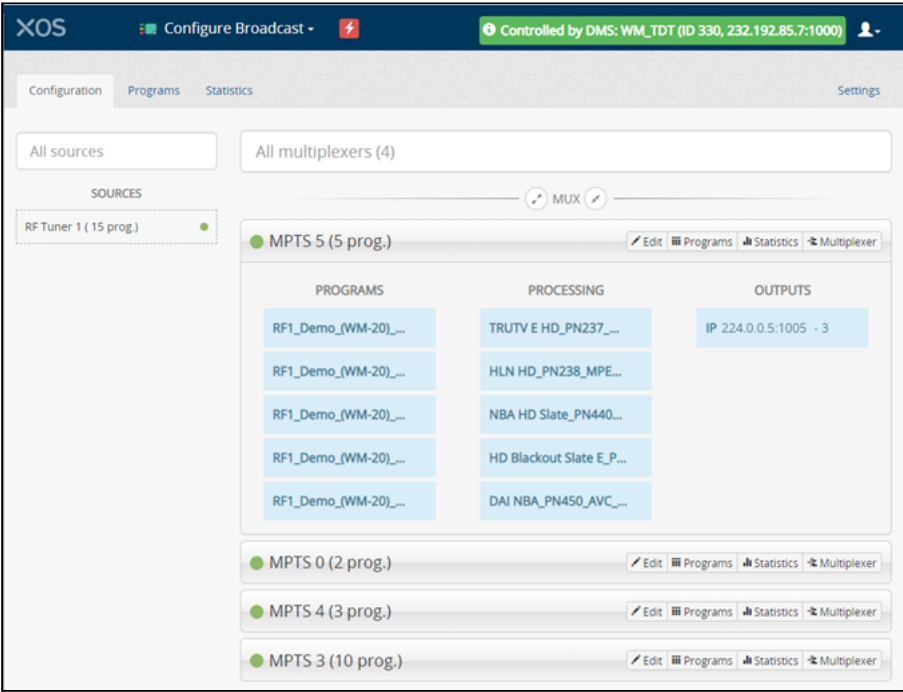 XOS Configure Broadcast Controlled by DMS: WM_TDT (ID 330, 232.192.85.7:1000)
Configuration Programs Statistics Settings
All sources All multiplexers (4)
SOURCES MUX
RF Tuner 1 ( 15 prog.)
MPTS 5 (5 prog.) Edit Programs Statistics Multiplexer
PROGRAMS PROCESSING OUTPUTS
RF1_Demo_(WM-20)_... TRUTV E HD_PN237_... IP 224.0.0.5:1005 - 3
RF1_Demo_(WM-20)_... HLN HD_PN238_MPE...
RF1_Demo_(WM-20)_... NBA HD Slate_PN440...
RF1_Demo_(WM-20)_... HD Blackout Slate E_P...
RF1_Demo_(WM-20)_... DAI NBA_PN450_AVC_...
MPTS 0 (2 prog.) Edit Programs Statistics Multiplexer
MPTS 4 (3 prog.) Edit Programs Statistics Multiplexer
MPTS 3 (10 prog.) Edit Programs Statistics Multiplexer